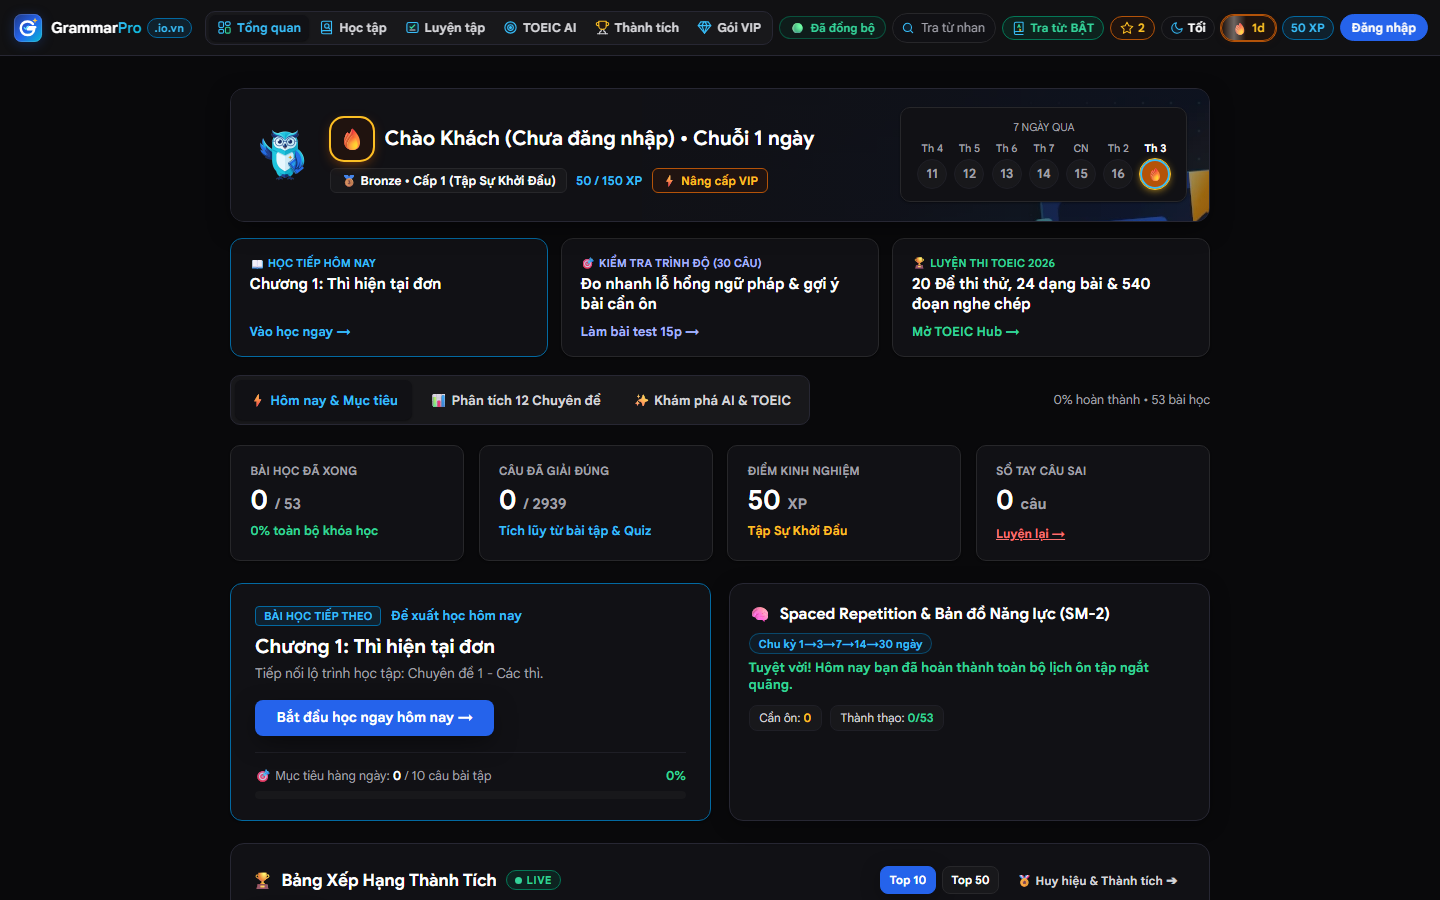 GrammarPro .io.vn Tổng quan Học tập Luyện tập TOEIC AI Thành tích Gói VIP Đã đồng bộ Tra từ nhan Tra từ: BẬT 2 Tối 1d 50 XP Đăng nhập
Chào Khách (Chưa đăng nhập) • Chuỗi 1 ngày
Bronze • Cấp 1 (Tập Sự Khởi Đầu) 50 / 150 XP Nâng cấp VIP
7 NGÀY QUA
Th 4 Th 5 Th 6 Th 7 CN Th 2 Th 3
11 12 13 14 15 16
HỌC TIẾP HÔM NAY
Chương 1: Thì hiện tại đơn
Vào học ngay →
KIỂM TRA TRÌNH ĐỘ (30 CÂU)
Đo nhanh lỗ hổng ngữ pháp & gợi ý
bài cần ôn
Làm bài test 15p →
LUYỆN THI TOEIC 2026
20 Đề thi thử, 24 dạng bài & 540
đoạn nghe chép
Mở TOEIC Hub →
Hôm nay & Mục tiêu Phân tích 12 Chuyên đề Khám phá AI & TOEIC 0% hoàn thành • 53 bài học
BÀI HỌC ĐÃ XONG
0 / 53
0% toàn bộ khóa học
CÂU ĐÃ GIẢI ĐÚNG
0 / 2939
Tích lũy từ bài tập & Quiz
ĐIỂM KINH NGHIỆM
50 XP
Tập Sự Khởi Đầu
SỔ TAY CÂU SAI
0 câu
Luyện lại →
BÀI HỌC TIẾP THEO Đề xuất học hôm nay
Chương 1: Thì hiện tại đơn
Tiếp nối lộ trình học tập: Chuyên đề 1 - Các thì.
Bắt đầu học ngay hôm nay →
Mục tiêu hàng ngày: 0 / 10 câu bài tập 0%
Spaced Repetition & Bản đồ Năng lực (SM-2)
Chu kỳ 1→3→7→14→30 ngày
Tuyệt vời! Hôm nay bạn đã hoàn thành toàn bộ lịch ôn tập ngắt
quãng.
Cần ôn: 0 Thành thạo: 0/53
Bảng Xếp Hạng Thành Tích LIVE Top 10 Top 50 Huy hiệu & Thành tích ➔